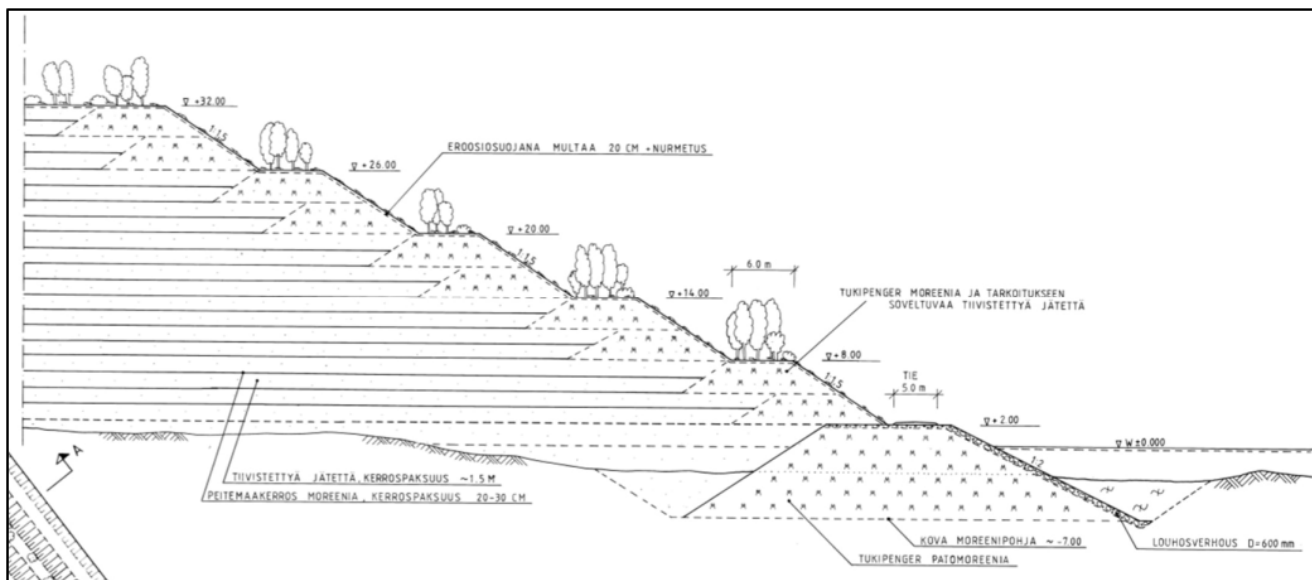 ▽ +32.00
1:1.5
EROOSIOSUOJANA MULTAA 20 CM +NURMETUS
▽ +26.00
▽ +20.00
1:1.5
6.0 m
▽ +14.00
TUKIPENGER MOREENIA JA TARKOITUKSEEN
SOVELTUVAA TIIVISTETTYÄ JÄTETTÄ
▽ +8.00
1:1.5
TIE
5.0 m
▽ +2.00
▽ W ±0.000
1:2
A
TIIVISTETTYÄ JÄTETTÄ, KERROSPAKSUUS ~1.5 M
PEITEMAAKERROS MOREENIA, KERROSPAKSUUS 20-30 CM
KOVA MOREENIPOHJA ~ -7.00
LOUHOSVERHOUS D=600 mm
TUKIPENGER PATOMOREENIA